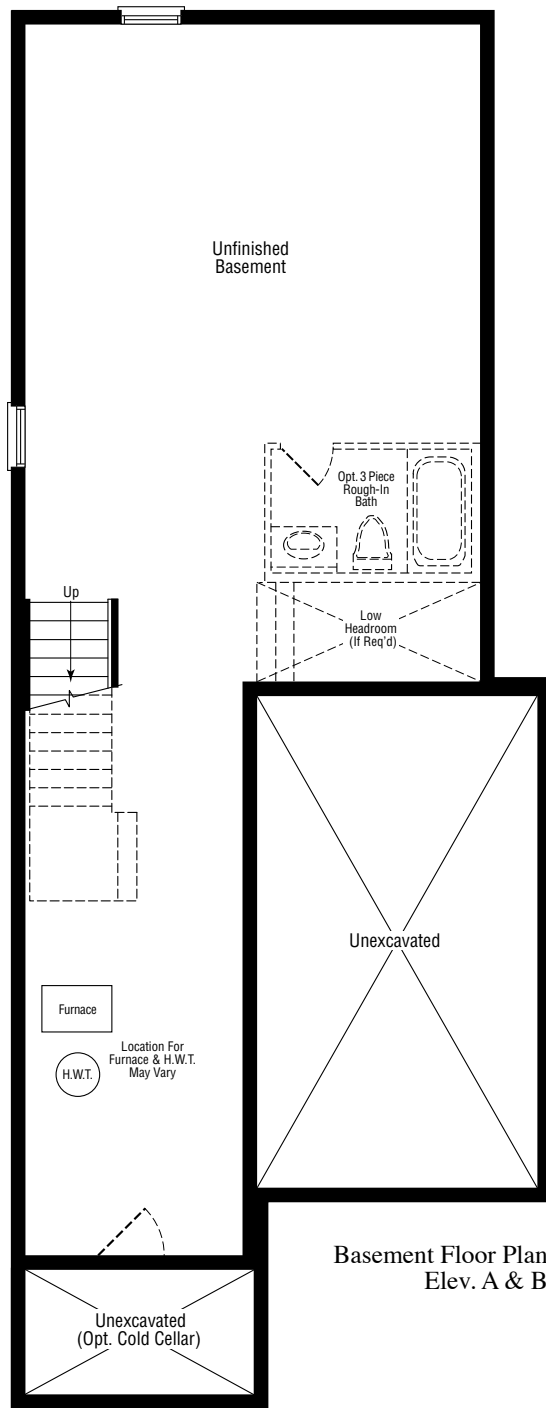 Unfinished
Basement
Opt. 3 Piece
Rough-In
Bath
Up
Low
Headroom
(If Req'd)
Unexcavated
Furnace
Location For
Furnace & H.W.T.
May Vary
H.W.T.
Basement Floor Plan
Elev. A & B
Unexcavated
(Opt. Cold Cellar)